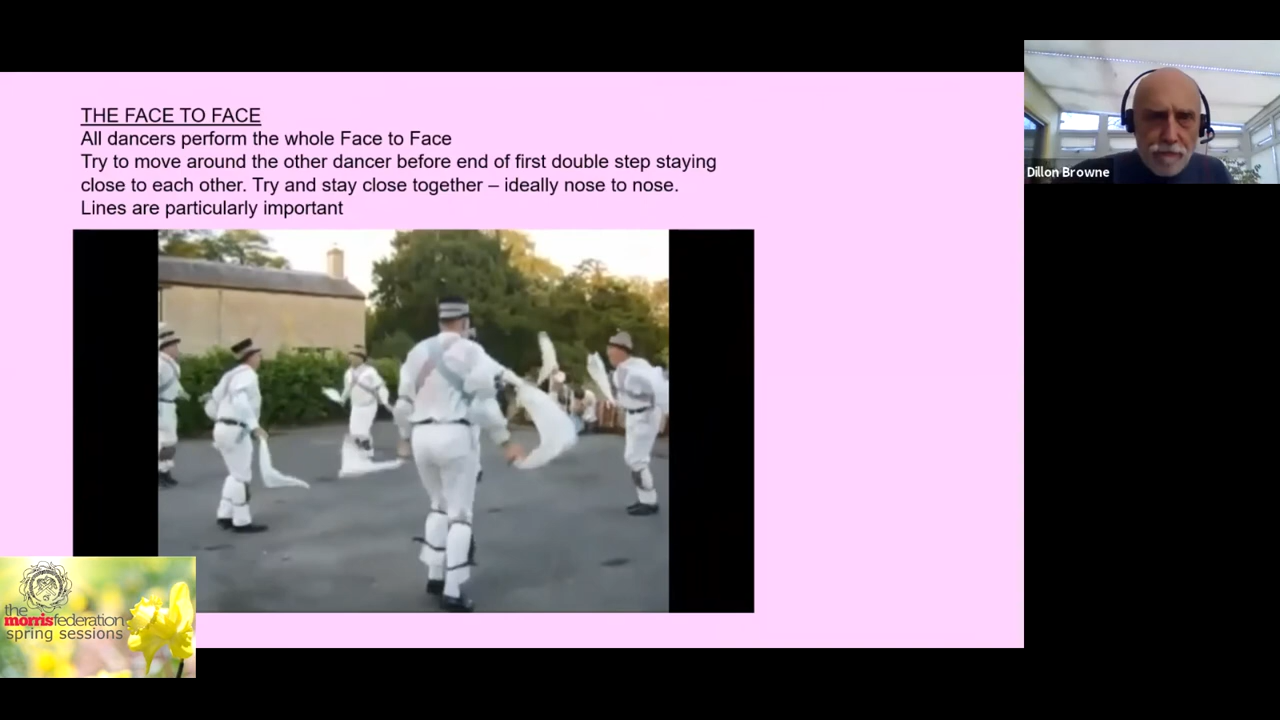 THE FACE TO FACE
All dancers perform the whole Face to Face
Try to move around the other dancer before end of first double step staying
close to each other. Try and stay close together – ideally nose to nose.
Lines are particularly important
Dillon Browne
the
morrisfederation
spring sessions